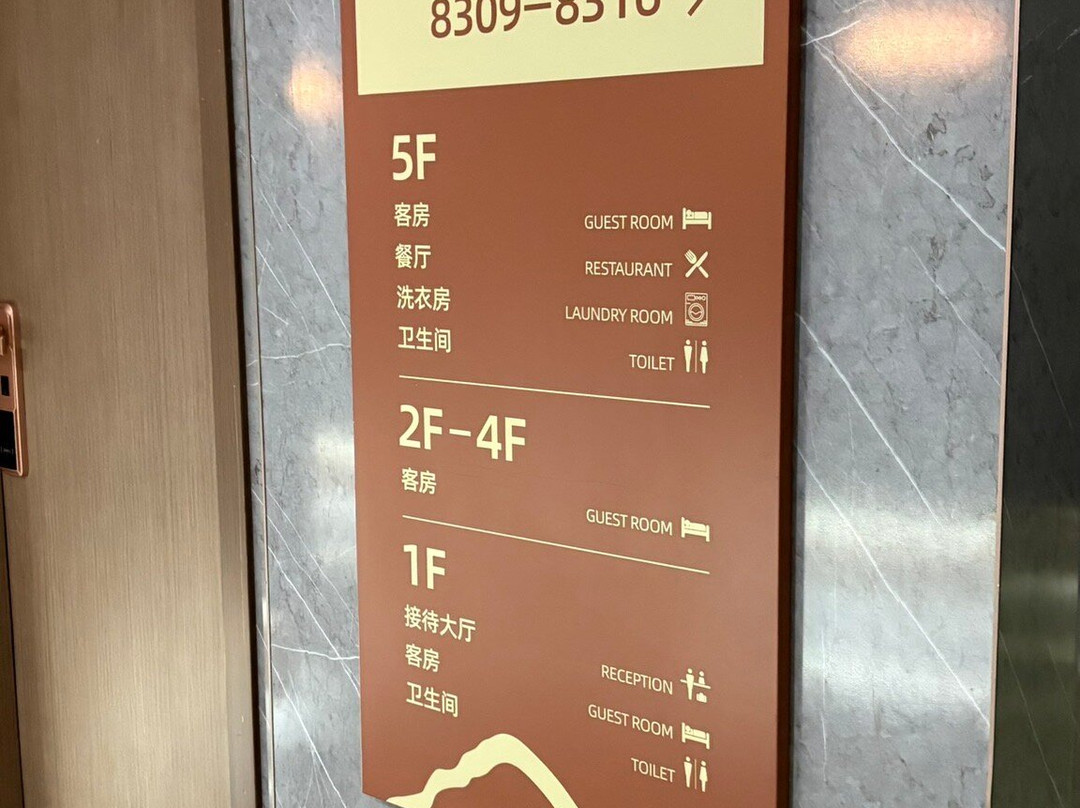 8309-8316
5F
客房 GUEST ROOM
餐厅 RESTAURANT
洗衣房 LAUNDRY ROOM
卫生间 TOILET
2F-4F
客房 GUEST ROOM
1F
接待大厅 RECEPTION
客房 GUEST ROOM
卫生间 TOILET